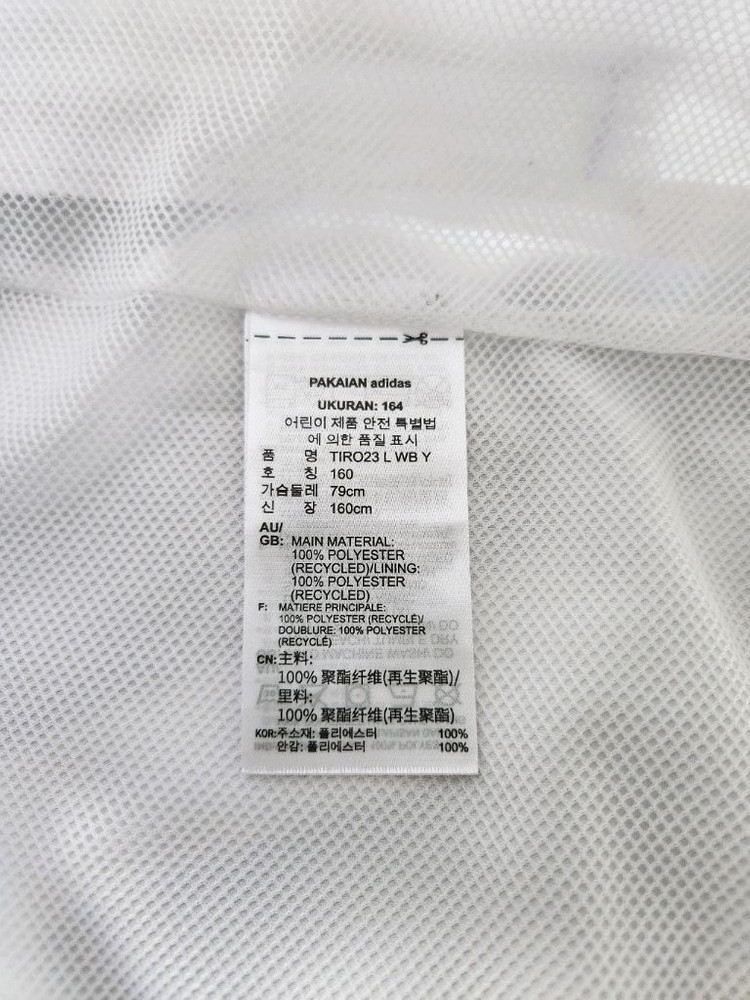 PAKAIAN adidas
UKURAN: 164
어린이 제품 안전 특별법
에 의한 품질 표시
품 명 TIRO23 L WB Y
호 칭 160
가슴둘레 79cm
신 장 160cm
AU/
GB: MAIN MATERIAL:
100% POLYESTER
(RECYCLED)/LINING:
100% POLYESTER
(RECYCLED)
F: MATIERE PRINCIPALE:
100% POLYESTER (RECYCLÉ)/
DOUBLURE: 100% POLYESTER
(RECYCLÉ)
CN: 主料:
100% 聚酯纤维(再生聚酯)/
里料:
100% 聚酯纤维(再生聚酯)
KOR: 주소재: 폴리에스터 100%
안감: 폴리에스터 100%